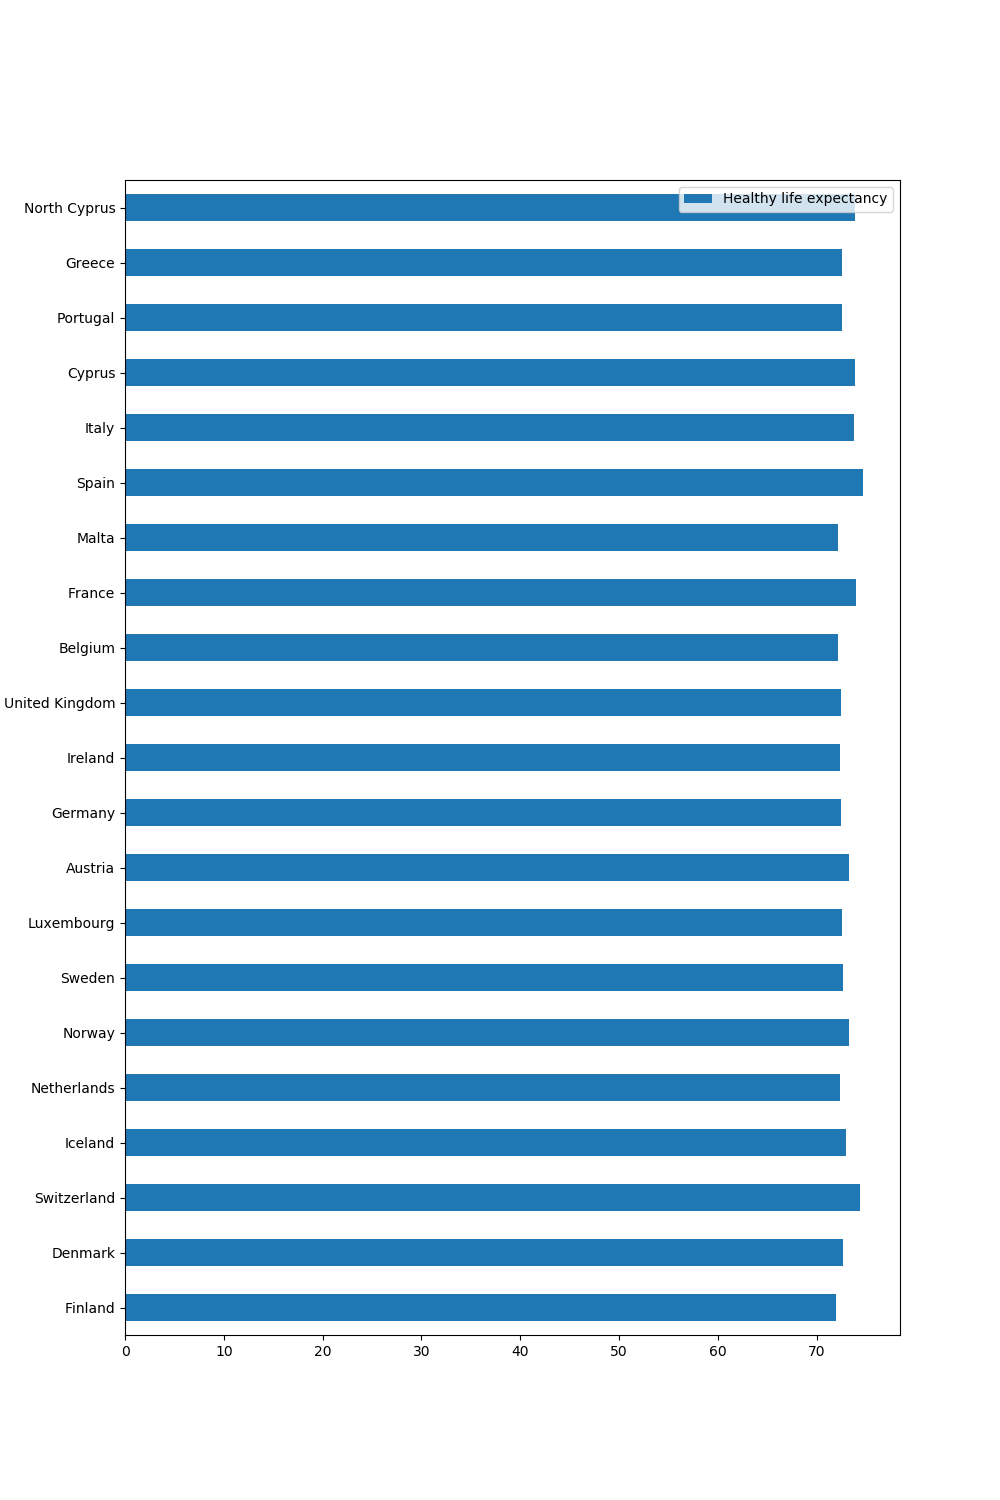 Healthy life expectancy
North Cyprus
Greece
Portugal
Cyprus
Italy
Spain
Malta
France
Belgium
United Kingdom
Ireland
Germany
Austria
Luxembourg
Sweden
Norway
Netherlands
Iceland
Switzerland
Denmark
Finland
0 10 20 30 40 50 60 70